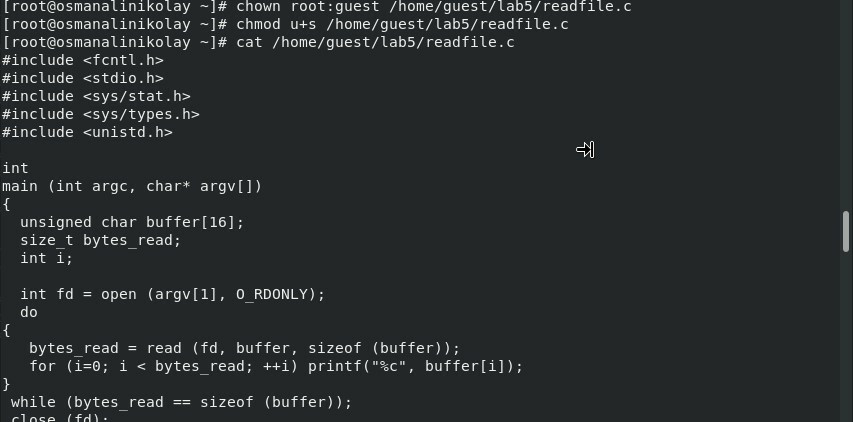 [root@osmanalinikolay ~]# chown root:guest /home/guest/lab5/readfile.c
[root@osmanalinikolay ~]# chmod u+s /home/guest/lab5/readfile.c
[root@osmanalinikolay ~]# cat /home/guest/lab5/readfile.c
#include <fcntl.h>
#include <stdio.h>
#include <sys/stat.h>
#include <sys/types.h>
#include <unistd.h>

int
main (int argc, char* argv[])
{
  unsigned char buffer[16];
  size_t bytes_read;
  int i;

  int fd = open (argv[1], O_RDONLY);
  do
{
   bytes_read = read (fd, buffer, sizeof (buffer));
   for (i=0; i < bytes_read; ++i) printf("%c", buffer[i]);
}
 while (bytes_read == sizeof (buffer));
 close (fd);